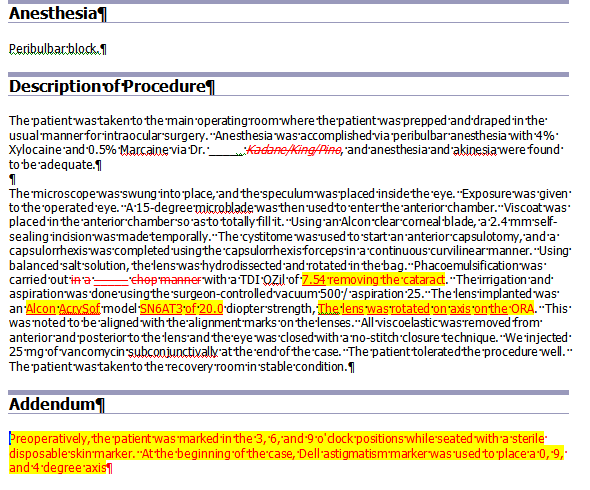 Anesthesia¶
Peribulbar·block.¶
Description·of·Procedure¶
The·patient·was·taken·to·the·main·operating·room·where·the·patient·was·prepped·and·draped·in·the·
usual·manner·for·intraocular·surgery.··Anesthesia·was·accomplished·via·peribulbar·anesthesia·with·4%·
Xylocaine·and·0.5%·Marcaine·via·Dr.·_____··Kadanc/King/Pino,·and·anesthesia·and·akinesia·were·found·
to·be·adequate.¶
¶
The·microscope·was·swung·into·place,·and·the·speculum·was·placed·inside·the·eye.··Exposure·was·given·
to·the·operated·eye.··A·15-degree·microblade·was·then·used·to·enter·the·anterior·chamber.··Viscoat·was·
placed·in·the·anterior·chamber·so·as·to·totally·fill·it.··Using·an·Alcon·clear·corneal·blade,·a·2.4·mm·self-
sealing·incision·was·made·temporally.··The·cystitome·was·used·to·start·an·anterior·capsulotomy,·and·a·
capsulorrhexis·was·completed·using·the·capsulorrhexis·forceps·in·a·continuous·curvilinear·manner.··Using·
balanced·salt·solution,·the·lens·was·hydrodissected·and·rotated·in·the·bag.··Phacoemulsification·was·
carried·out·in·a·_____·chop·manner·with·a·TDI·OZil·of·7.54·removing·the·cataract.··The·irrigation·and·
aspiration·was·done·using·the·surgeon-controlled·vacuum·500·/·aspiration·25.··The·lens·implanted·was·
an·Alcon·AcrySof·model·SN6AT3·of·20.0·diopter·strength,·The·lens·was·rotated·on·axis·on·the·ORA.··This·
was·noted·to·be·aligned·with·the·alignment·marks·on·the·lenses.··All·viscoelastic·was·removed·from·
anterior·and·posterior·to·the·lens·and·the·eye·was·closed·with·a·no-stitch·closure·technique.··We·injected·
25·mg·of·vancomycin·subconjunctivally·at·the·end·of·the·case.··The·patient·tolerated·the·procedure·well.··
The·patient·was·taken·to·the·recovery·room·in·stable·condition.¶
Addendum¶
Preoperatively,·the·patient·was·marked·in·the·3,·6,·and·9·o'clock·positions·while·seated·with·a·sterile·
disposable·skin·marker.··At·the·beginning·of·the·case,·Dell·astigmatism·marker·was·used·to·place·a·0,·9,·
and·4·degree·axis¶